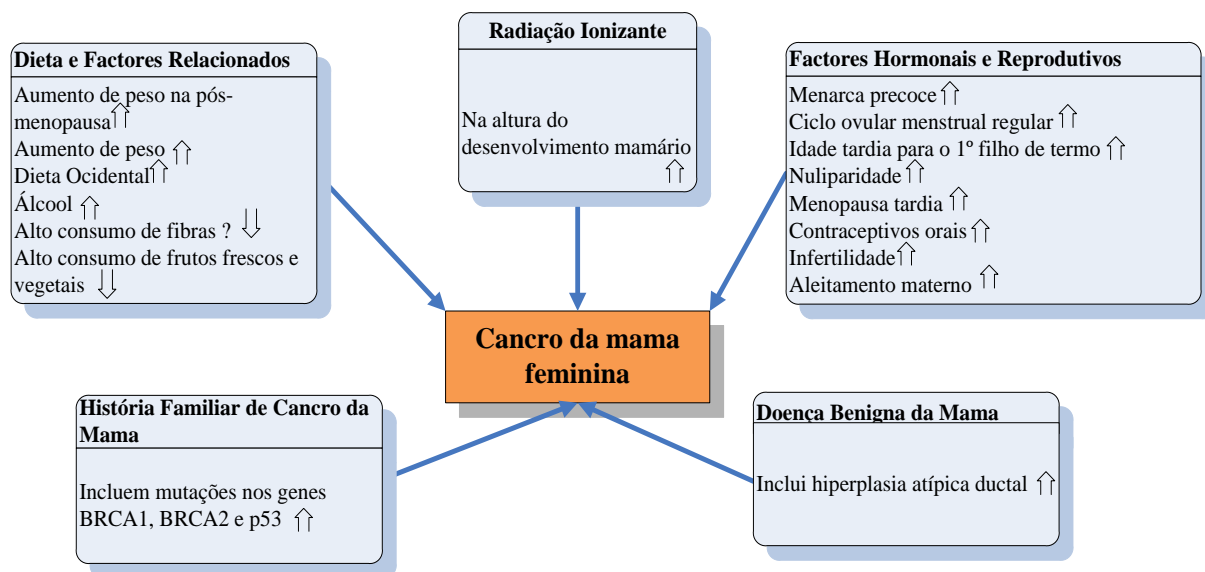 Dieta e Factores Relacionados
Aumento de peso na pós-
menopausa⇑
Aumento de peso ⇑
Dieta Ocidental⇑
Álcool ⇑
Alto consumo de fibras ? ⇓
Alto consumo de frutos frescos e
vegetais ⇓
Radiação Ionizante
Na altura do
desenvolvimento mamário
⇑
Factores Hormonais e Reprodutivos
Menarca precoce⇑
Ciclo ovular menstrual regular ⇑
Idade tardia para o 1º filho de termo ⇑
Nuliparidade⇑
Menopausa tardia ⇑
Contraceptivos orais⇑
Infertilidade⇑
Aleitamento materno ⇑
Cancro da mama
feminina
História Familiar de Cancro da
Mama
Incluem mutações nos genes
BRCA1, BRCA2 e p53 ⇑
Doença Benigna da Mama
Inclui hiperplasia atípica ductal ⇑